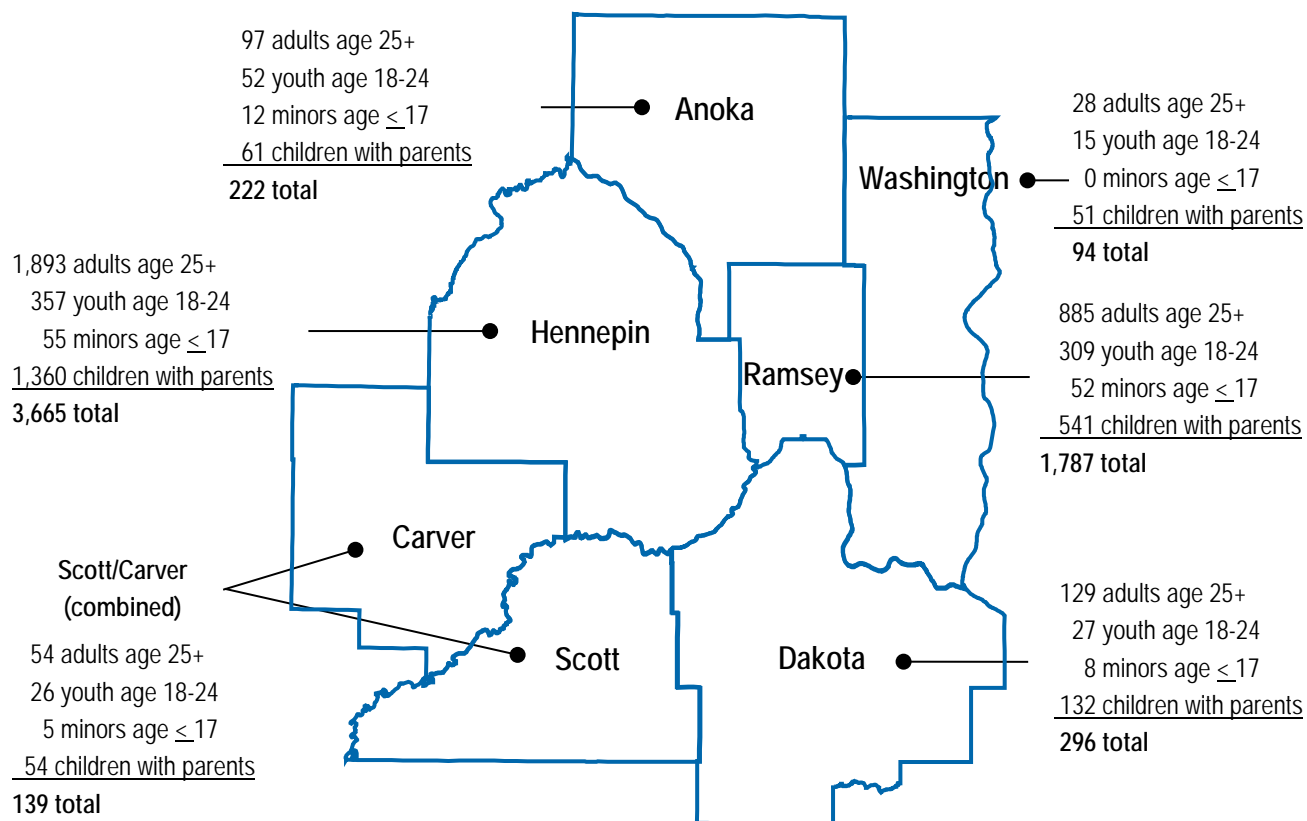 97 adults age 25+
52 youth age 18-24
12 minors age < 17
61 children with parents
222 total
Anoka
28 adults age 25+
15 youth age 18-24
0 minors age < 17
51 children with parents
94 total
Washington
1,893 adults age 25+
357 youth age 18-24
55 minors age < 17
1,360 children with parents
3,665 total
Hennepin
Ramsey
885 adults age 25+
309 youth age 18-24
52 minors age < 17
541 children with parents
1,787 total
Carver
Scott/Carver
(combined)
54 adults age 25+
26 youth age 18-24
5 minors age < 17
54 children with parents
139 total
Scott
Dakota
129 adults age 25+
27 youth age 18-24
8 minors age < 17
132 children with parents
296 total